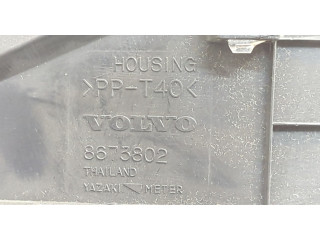 HOUSING
>PP-T40<
VOLVO
8673802
THAILAND
YAZAKI METER